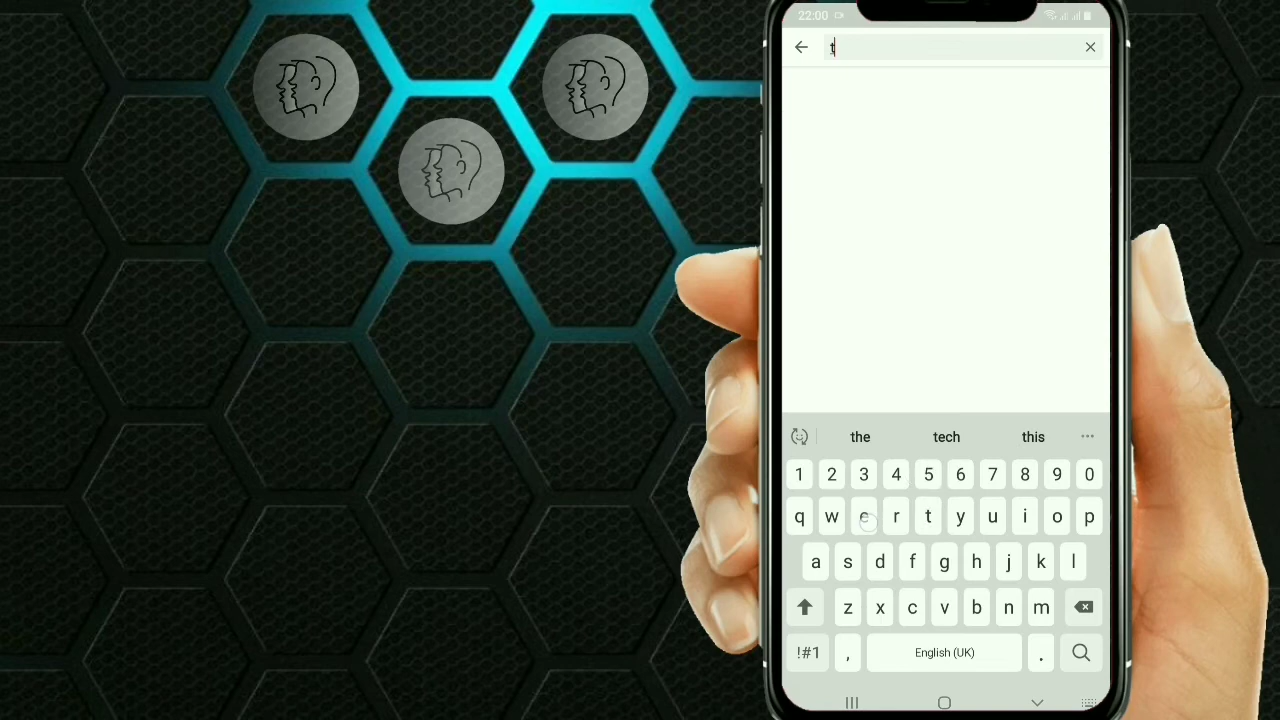 22:00
t
the tech this
1 2 3 4 5 6 7 8 9 0
q w e r t y u i o p
a s d f g h j k l
z x c v b n m
!#1 , English (UK) .